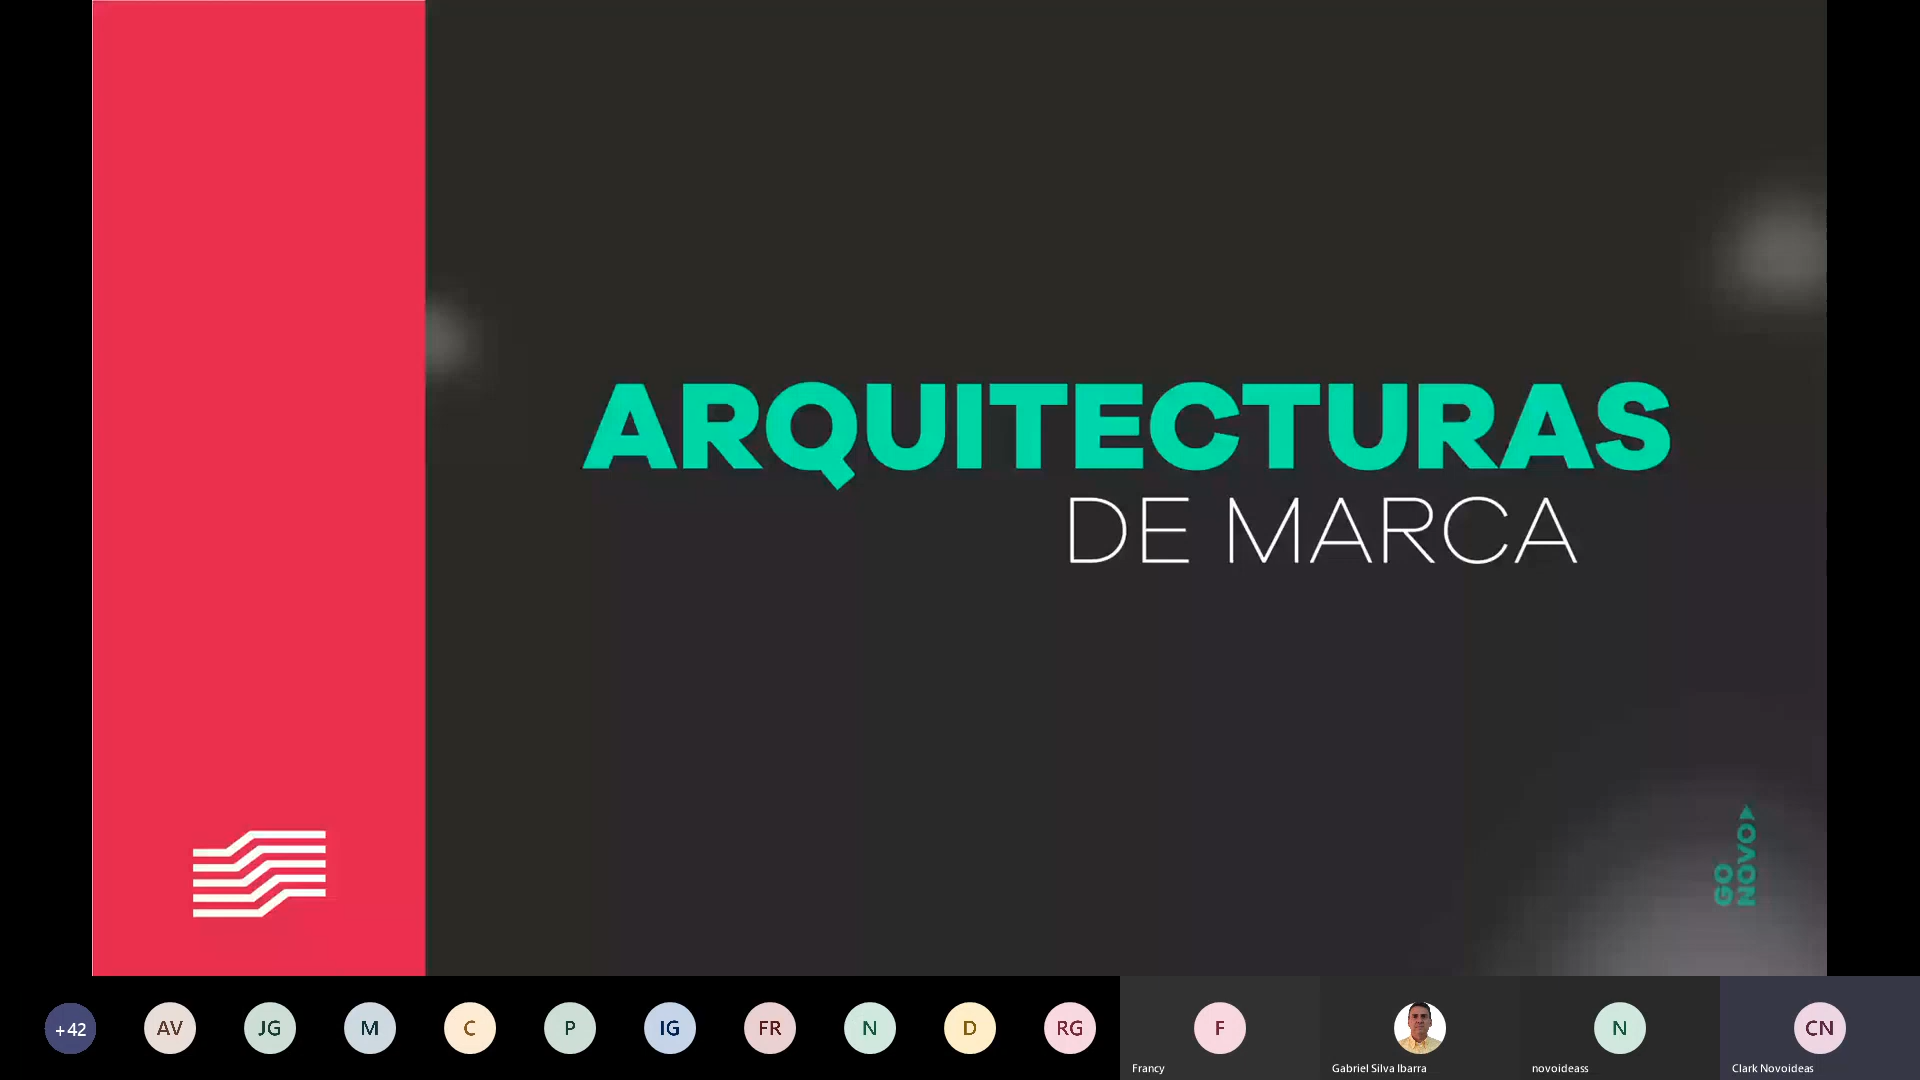 ARQUITECTURAS
DE MARCA
GO
NOVO
+42
AV
JG
M
C
P
IG
FR
N
D
RG
F
N
CN
Francy
Gabriel Silva Ibarra
novoideass
Clark Novoideas